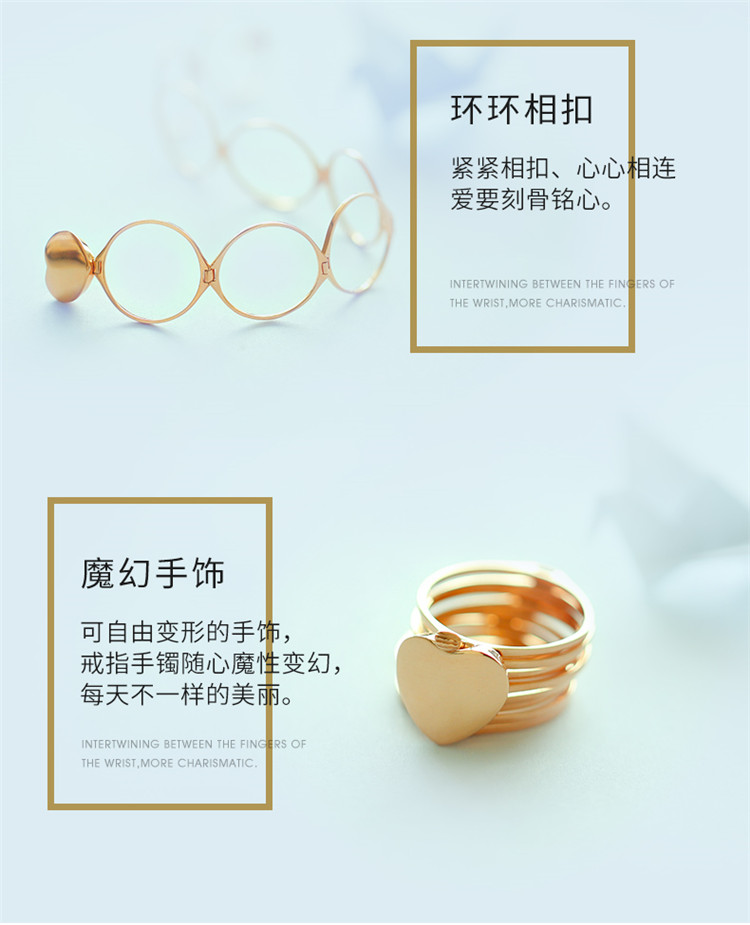 环环相扣
紧紧相扣、心心相连
爱要刻骨铭心。
INTERTWINING BETWEEN THE FINGERS OF
THE WRIST,MORE CHARISMATIC.
魔幻手饰
可自由变形的手饰，
戒指手镯随心魔性变幻，
每天不一样的美丽。
INTERTWINING BETWEEN THE FINGERS OF
THE WRIST,MORE CHARISMATIC.